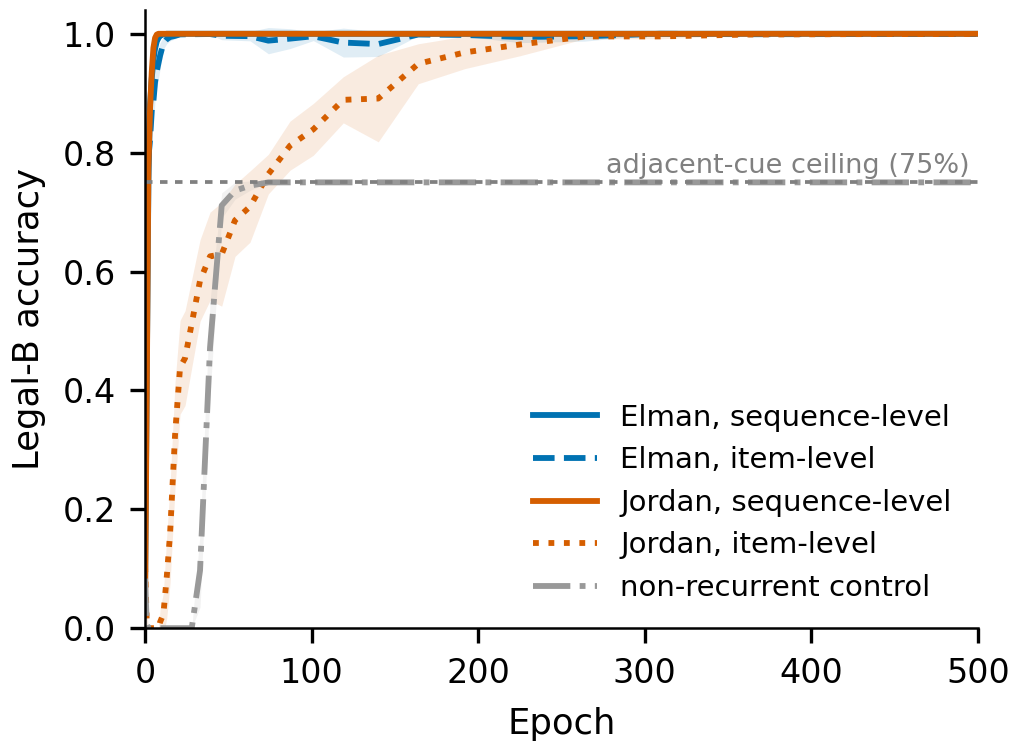 Legal-B accuracy
1.0
0.8
0.6
0.4
0.2
0.0
adjacent-cue ceiling (75%)
Elman, sequence-level
Elman, item-level
Jordan, sequence-level
Jordan, item-level
non-recurrent control
0 100 200 300 400 500
Epoch